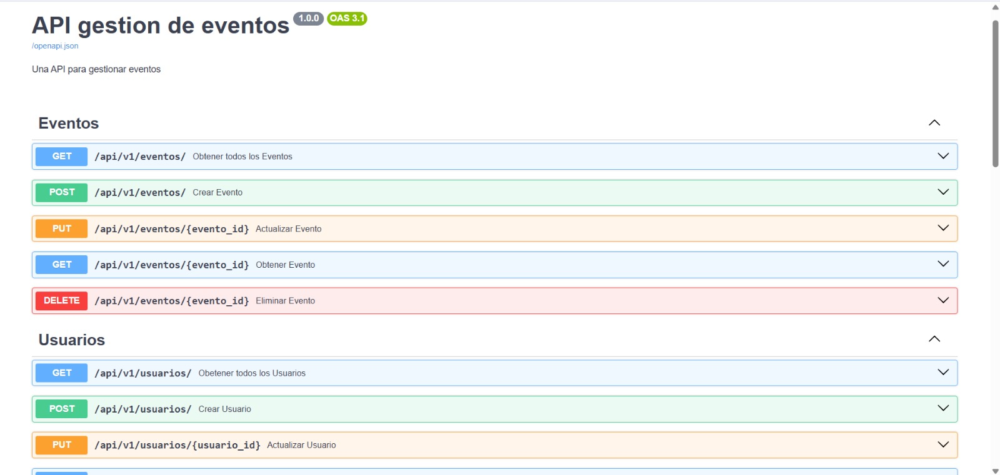 API gestion de eventos 1.0.0 OAS 3.1
/openapi.json
Una API para gestionar eventos
Eventos
GET /api/v1/eventos/ Obtener todos los Eventos
POST /api/v1/eventos/ Crear Evento
PUT /api/v1/eventos/{evento_id} Actualizar Evento
GET /api/v1/eventos/{evento_id} Obtener Evento
DELETE /api/v1/eventos/{evento_id} Eliminar Evento
Usuarios
GET /api/v1/usuarios/ Obetener todos los Usuarios
POST /api/v1/usuarios/ Crear Usuario
PUT /api/v1/usuarios/{usuario_id} Actualizar Usuario